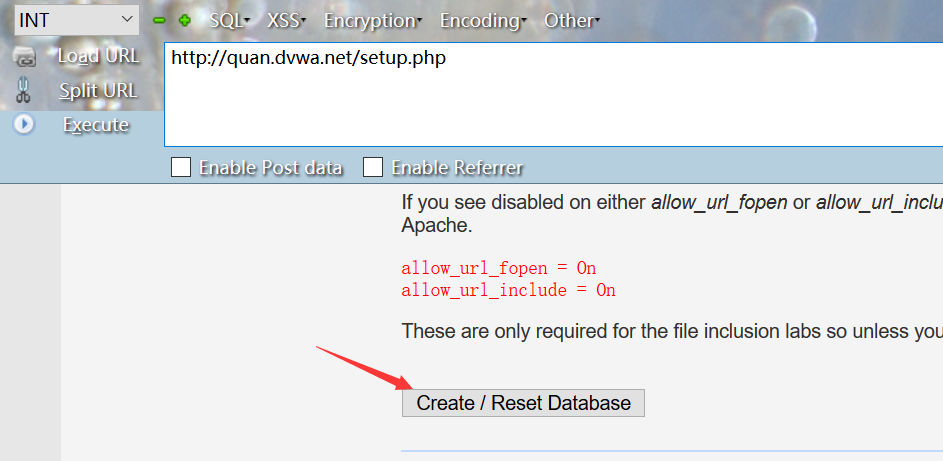 INT
SQL
XSS
Encryption
Encoding
Other
Load URL
Split URL
Execute
http://quan.dvwa.net/setup.php
Enable Post data
Enable Referrer
If you see disabled on either allow_url_fopen or allow_url_inclu
Apache.
allow_url_fopen = On
allow_url_include = On
These are only required for the file inclusion labs so unless you
Create / Reset Database